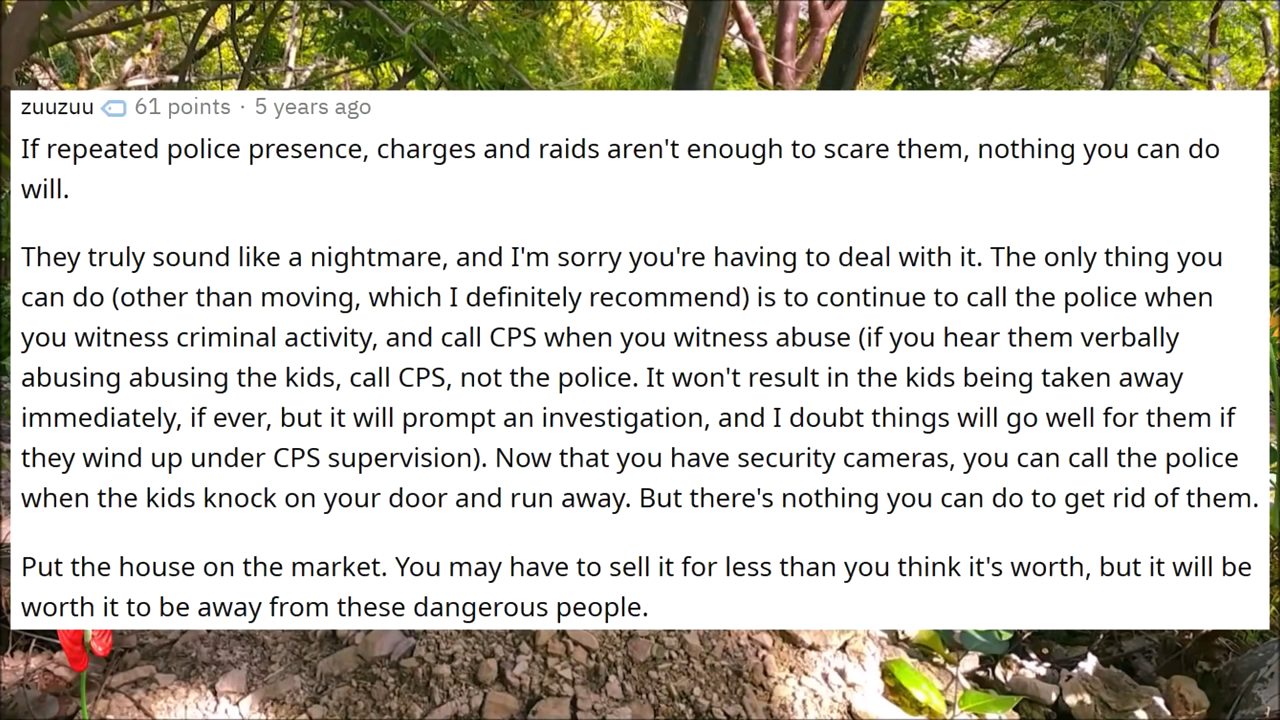 zuuzuu 61 points · 5 years ago
If repeated police presence, charges and raids aren't enough to scare them, nothing you can do
will.
They truly sound like a nightmare, and I'm sorry you're having to deal with it. The only thing you
can do (other than moving, which I definitely recommend) is to continue to call the police when
you witness criminal activity, and call CPS when you witness abuse (if you hear them verbally
abusing abusing the kids, call CPS, not the police. It won't result in the kids being taken away
immediately, if ever, but it will prompt an investigation, and I doubt things will go well for them if
they wind up under CPS supervision). Now that you have security cameras, you can call the police
when the kids knock on your door and run away. But there's nothing you can do to get rid of them.
Put the house on the market. You may have to sell it for less than you think it's worth, but it will be
worth it to be away from these dangerous people.